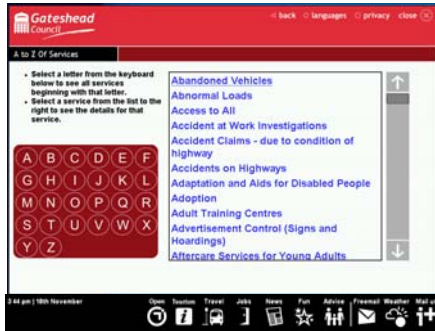 Gateshead
Council
back languages privacy close
A to Z Of Services
Select a letter from the keyboard
below to see all services
beginning with that letter.
Select a service from the list to the
right to see the details for that
service.
Abandoned Vehicles
Abnormal Loads
Access to All
Accident at Work Investigations
Accident Claims - due to condition of
highway
Accidents on Highways
Adaptation and Aids for Disabled People
Adoption
Adult Training Centres
Advertisement Control (Signs and
Hoardings)
Aftercare Services for Young Adults
A B C D E F
G H I J K L
M N O P Q R
S T U V W X
Y Z
3 44 pm | 18th November
Open Tourism Travel Jobs News Fun Advice Freemail Weather Mail u